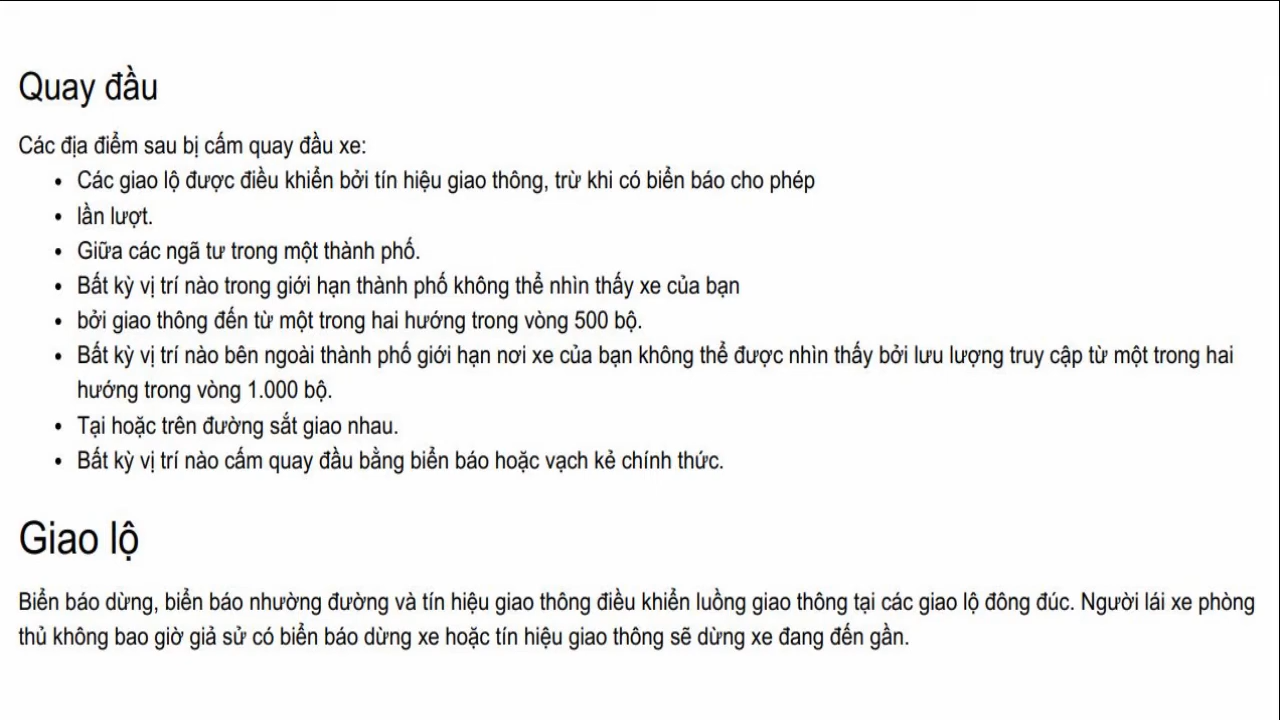 Quay đầu
Các địa điểm sau bị cấm quay đầu xe:
• Các giao lộ được điều khiển bởi tín hiệu giao thông, trừ khi có biển báo cho phép
• lần lượt.
• Giữa các ngã tư trong một thành phố.
• Bất kỳ vị trí nào trong giới hạn thành phố không thể nhìn thấy xe của bạn
• bởi giao thông đến từ một trong hai hướng trong vòng 500 bộ.
• Bất kỳ vị trí nào bên ngoài thành phố giới hạn nơi xe của bạn không thể được nhìn thấy bởi lưu lượng truy cập từ một trong hai
hướng trong vòng 1.000 bộ.
• Tại hoặc trên đường sắt giao nhau.
• Bất kỳ vị trí nào cấm quay đầu bằng biển báo hoặc vạch kẻ chính thức.
Giao lộ
Biển báo dừng, biển báo nhường đường và tín hiệu giao thông điều khiển luồng giao thông tại các giao lộ đông đúc. Người lái xe phòng
thủ không bao giờ giả sử có biển báo dừng xe hoặc tín hiệu giao thông sẽ dừng xe đang đến gần.